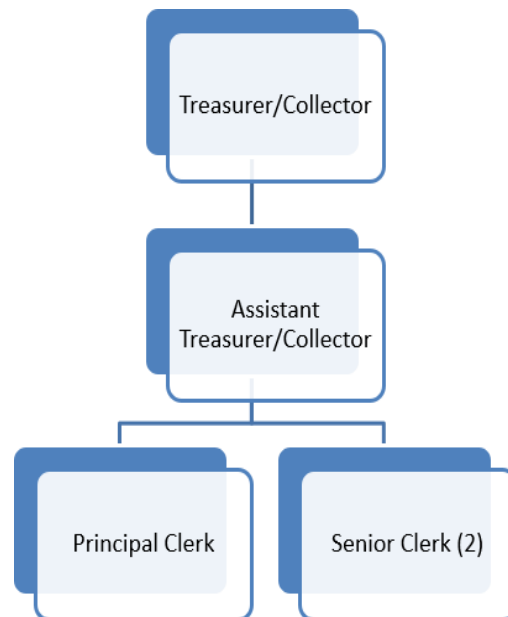 Treasurer/Collector
Assistant
Treasurer/Collector
Principal Clerk
Senior Clerk (2)